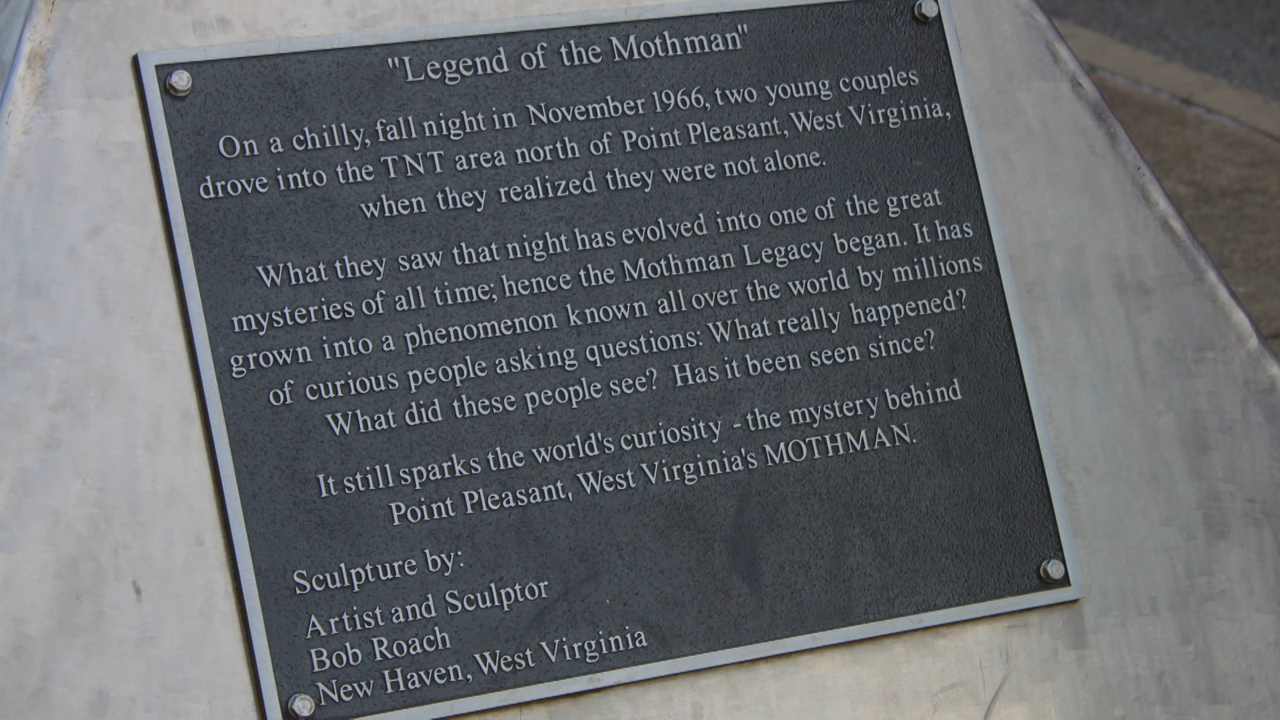 "Legend of the Mothman"
On a chilly, fall night in November 1966, two young couples
drove into the TNT area north of Point Pleasant, West Virginia,
when they realized they were not alone.
What they saw that night has evolved into one of the great
mysteries of all time; hence the Mothman Legacy began. It has
grown into a phenomenon known all over the world by millions
of curious people asking questions: What really happened?
What did these people see? Has it been seen since?
It still sparks the world's curiosity - the mystery behind
Point Pleasant, West Virginia's MOTHMAN.
Sculpture by:
Artist and Sculptor
Bob Roach
New Haven, West Virginia